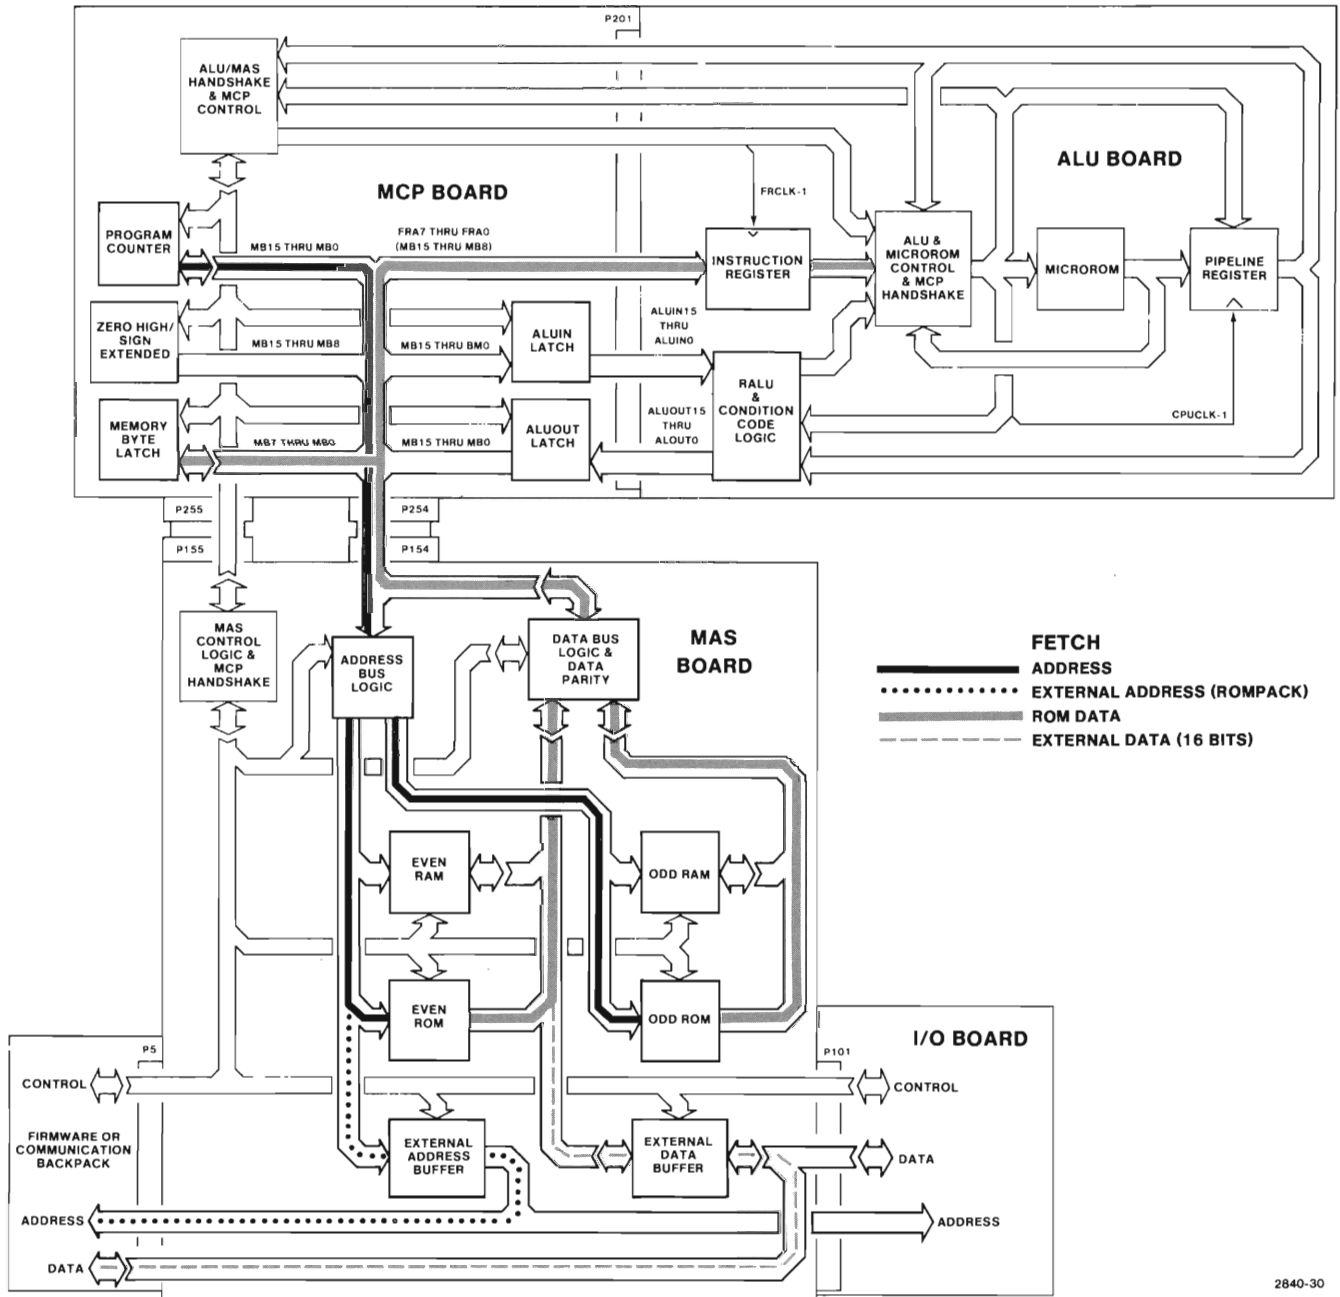 P201
ALU/MAS
HANDSHAKE
& MCP
CONTROL
MCP BOARD
ALU BOARD
FRCLK-1
PROGRAM
COUNTER
MB15 THRU MB0
FRA7 THRU FRA0
(MB15 THRU MB8)
INSTRUCTION
REGISTER
ALU &
MICROROM
CONTROL
& MCP
HANDSHAKE
MICROROM
PIPELINE
REGISTER
ZERO HIGH/
SIGN
EXTENDED
MB15 THRU MB8
MB15 THRU BM0
ALUIN
LATCH
ALUIN15
THRU
ALUIN0
RALU
&
CONDITION
CODE
LOGIC
MEMORY
BYTE
LATCH
MB7 THRU MB0
MB15 THRU MB0
ALUOUT
LATCH
ALUOUT15
THRU
ALOUT0
CPUCLK-1
P255
P254
P155
P154
MAS
CONTROL
LOGIC &
MCP
HANDSHAKE
ADDRESS
BUS
LOGIC
DATA BUS
LOGIC &
DATA
PARITY
MAS
BOARD
FETCH
ADDRESS
EXTERNAL ADDRESS (ROMPACK)
ROM DATA
EXTERNAL DATA (16 BITS)
EVEN
RAM
ODD RAM
EVEN
ROM
ODD ROM
I/O BOARD
P5
P101
CONTROL
CONTROL
FIRMWARE OR
COMMUNICATION
BACKPACK
EXTERNAL
ADDRESS
BUFFER
EXTERNAL
DATA
BUFFER
DATA
ADDRESS
ADDRESS
DATA
2840-30